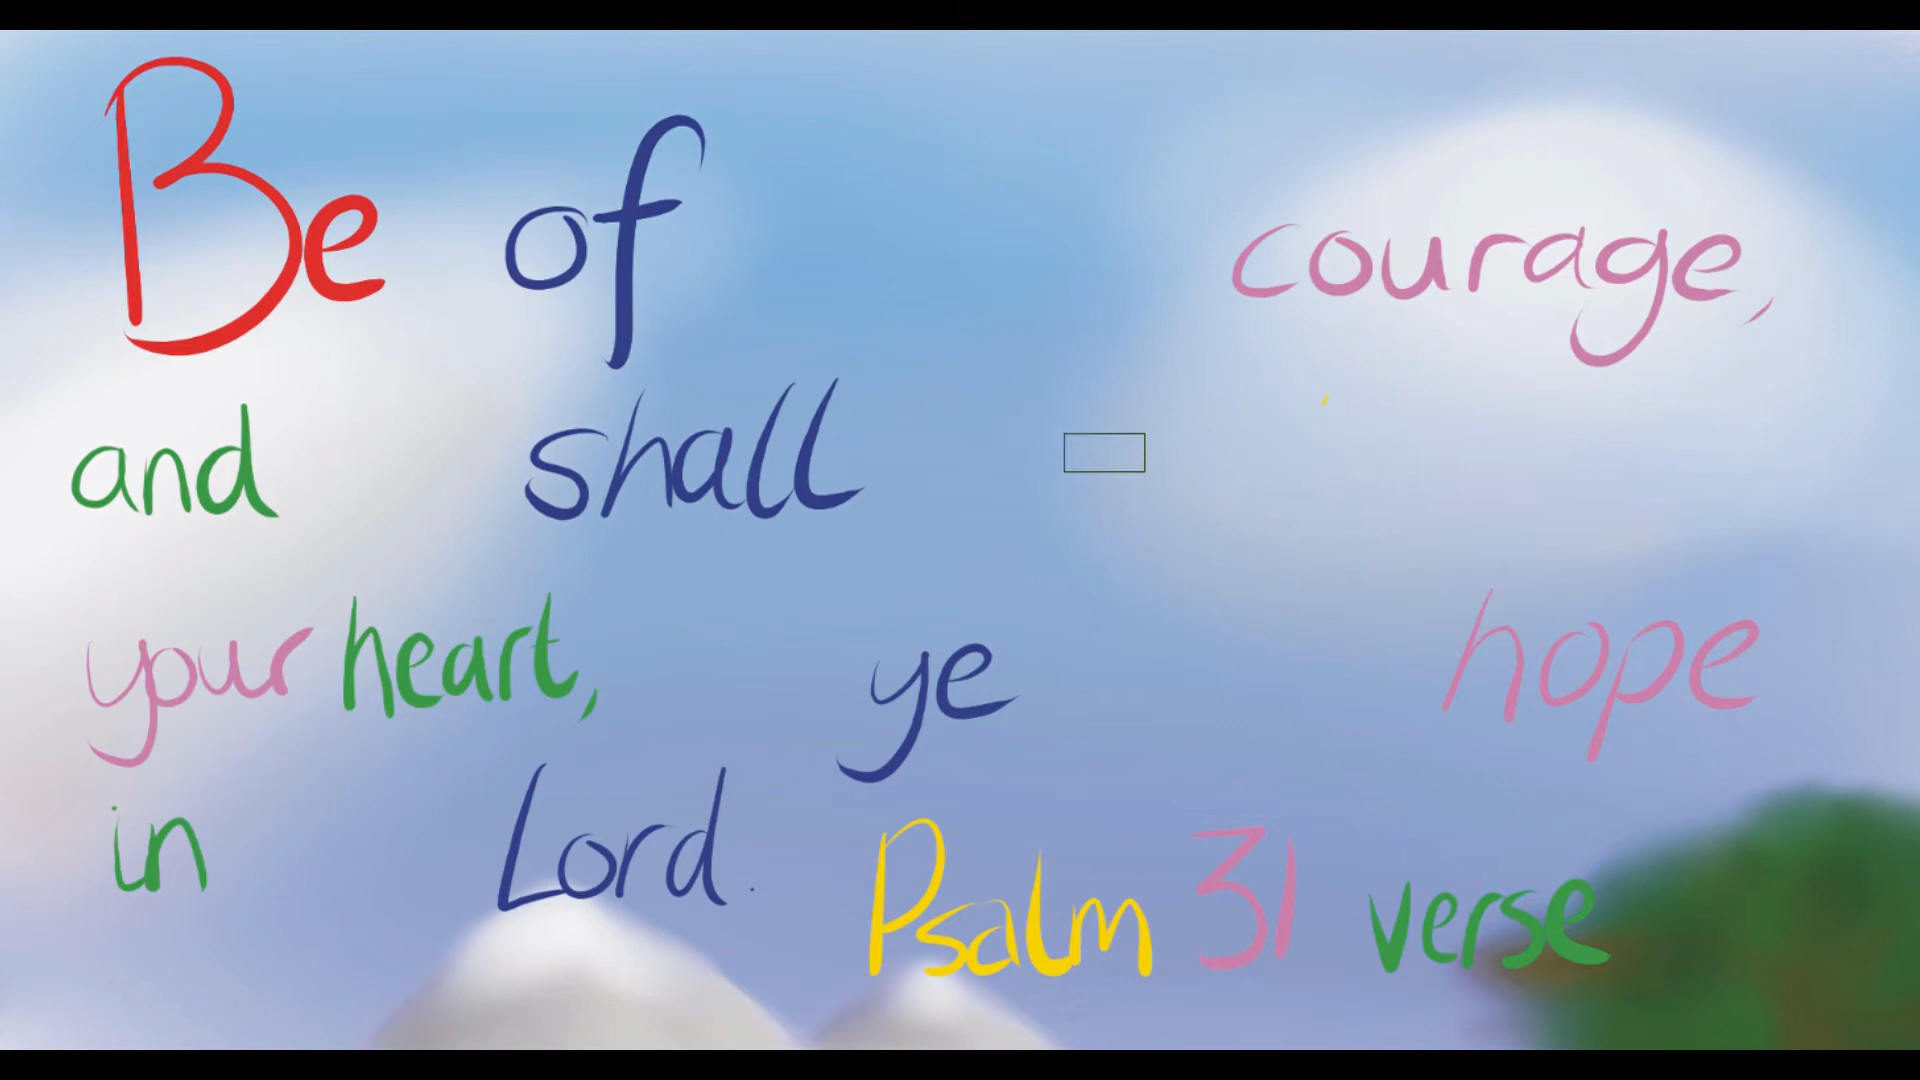 Be of courage,
and shall
your heart, ye hope
in Lord.
Psalm 31 verse